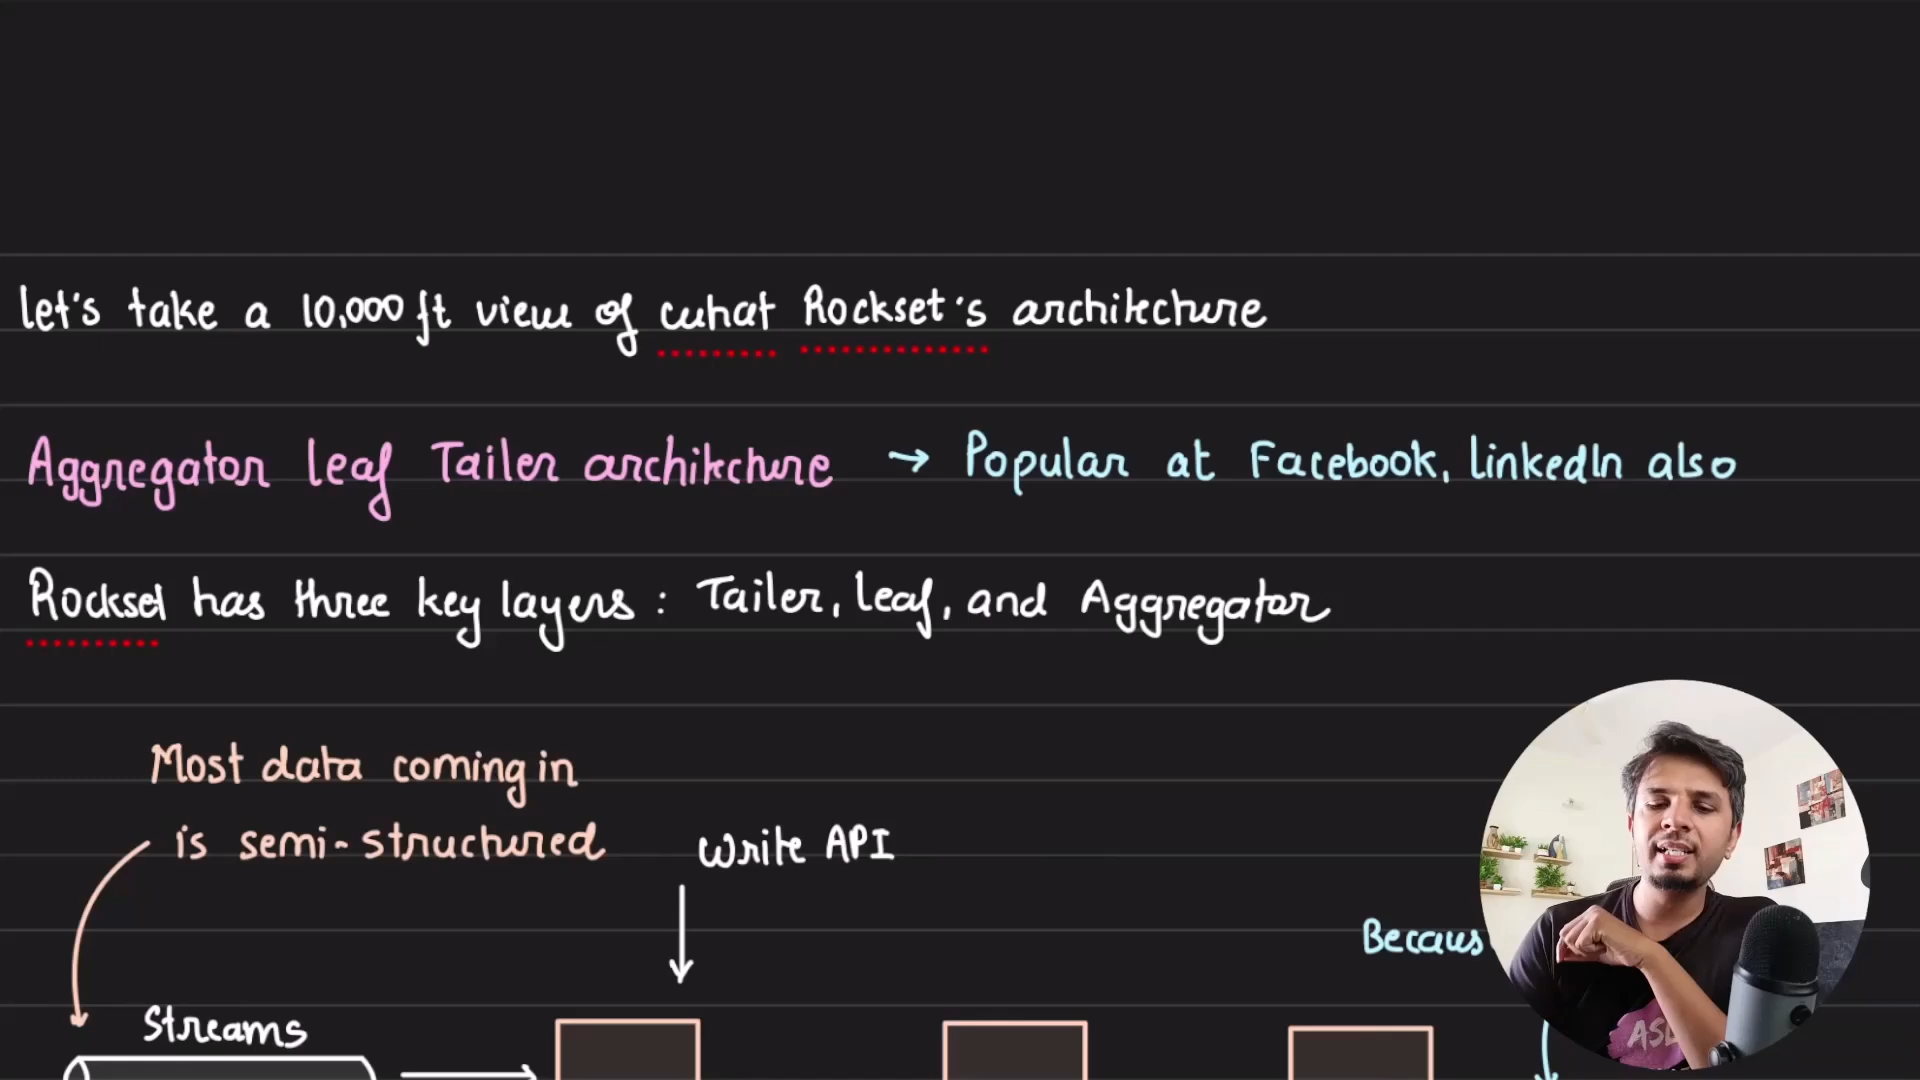 let's take a 10,000 ft view of what Rockset's architecture
Aggregator leaf Tailer architecture → Popular at Facebook, linkedIn also
Rockset has three key layers : Tailer, leaf, and Aggregator
Most data coming in
is semi-structured
Write API
Becaus
Streams